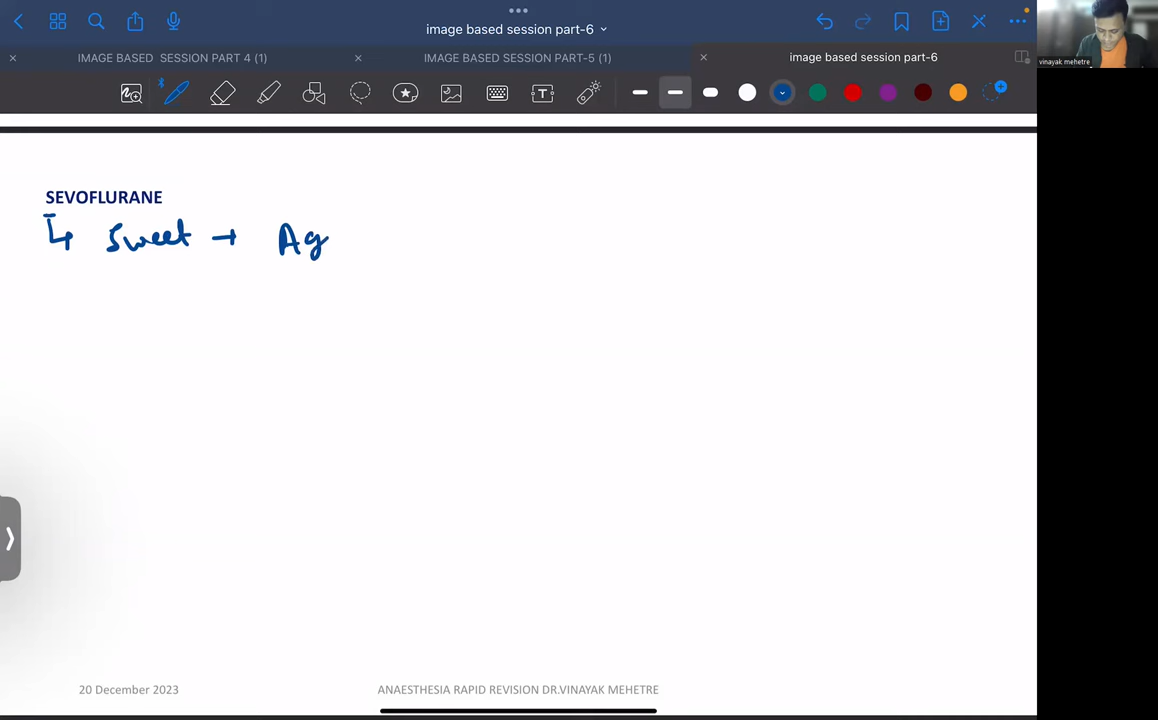 image based session part-6
IMAGE BASED SESSION PART 4 (1)
IMAGE BASED SESSION PART-5 (1)
image based session part-6
vinayak mehetre
SEVOFLURANE
Sweet → Ag
20 December 2023
ANAESTHESIA RAPID REVISION DR.VINAYAK MEHETRE